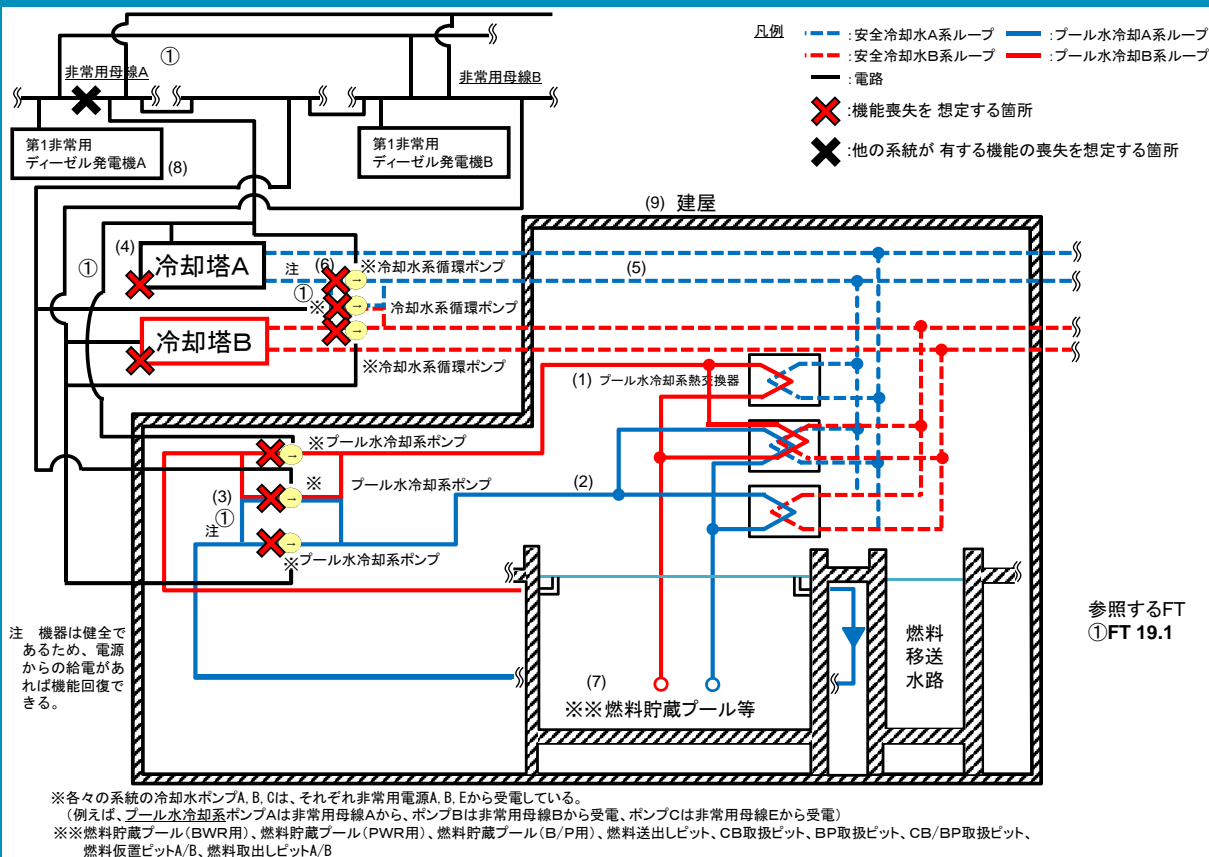 凡例
:安全冷却水A系ループ
:プール水冷却A系ループ
:安全冷却水B系ループ
:プール水冷却B系ループ
:電路
:機能喪失を 想定する箇所
:他の系統が 有する機能の喪失を想定する箇所
①
非常用母線A
非常用母線B
第1非常用
ディーゼル発電機A
(8)
第1非常用
ディーゼル発電機B
(9) 建屋
(4)
冷却塔A
①
注
(6)
①
※冷却水系循環ポンプ
※
冷却水系循環ポンプ
(5)
冷却塔B
※冷却水系循環ポンプ
(1) プール水冷却系熱交換器
※プール水冷却系ポンプ
※
プール水冷却系ポンプ
(3)
①
注
(2)
※プール水冷却系ポンプ
注 機器は健全で
あるため、電源
からの給電があ
れば機能回復で
きる。
(7)
※※燃料貯蔵プール等
燃料
移送
水路
参照するFT
①FT 19.1
※各々の系統の冷却水ポンプA, B, Cは、それぞれ非常用電源A, B, Eから受電している。
(例えば、プール水冷却系ポンプAは非常用母線Aから、ポンプBは非常用母線Bから受電、ポンプCは非常用母線Eから受電)
※※燃料貯蔵プール(BWR用)、燃料貯蔵プール(PWR用)、燃料貯蔵プール(B/P用)、燃料送出しピット、CB取扱ピット、BP取扱ピット、CB/BP取扱ピット、
燃料仮置ピットA/B、燃料取出しピットA/B